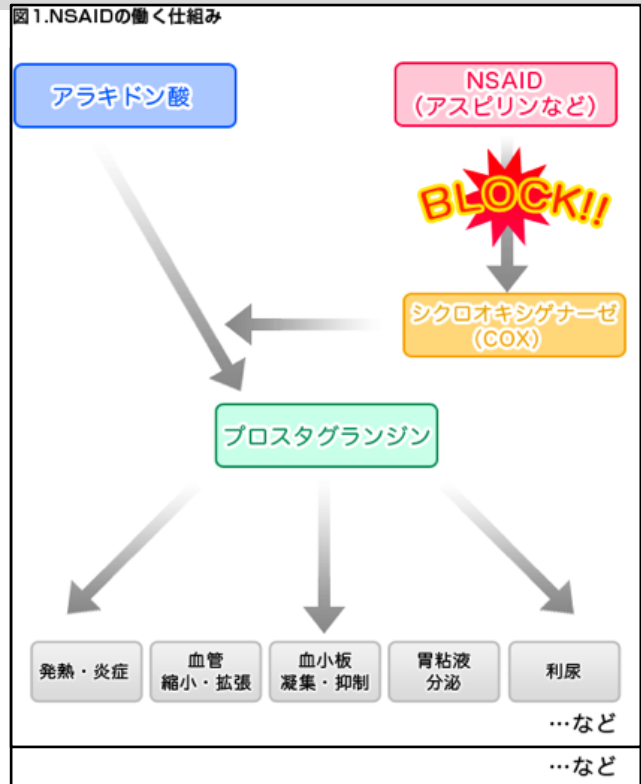 図1.NSAIDの働く仕組み
アラキドン酸
NSAID
(アスピリンなど)
BLOCK!!
シクロオキシゲナーゼ
(COX)
プロスタグランジン
発熱・炎症
血管
縮小・拡張
血小板
凝集・抑制
胃粘液
分泌
利尿
…など
…など